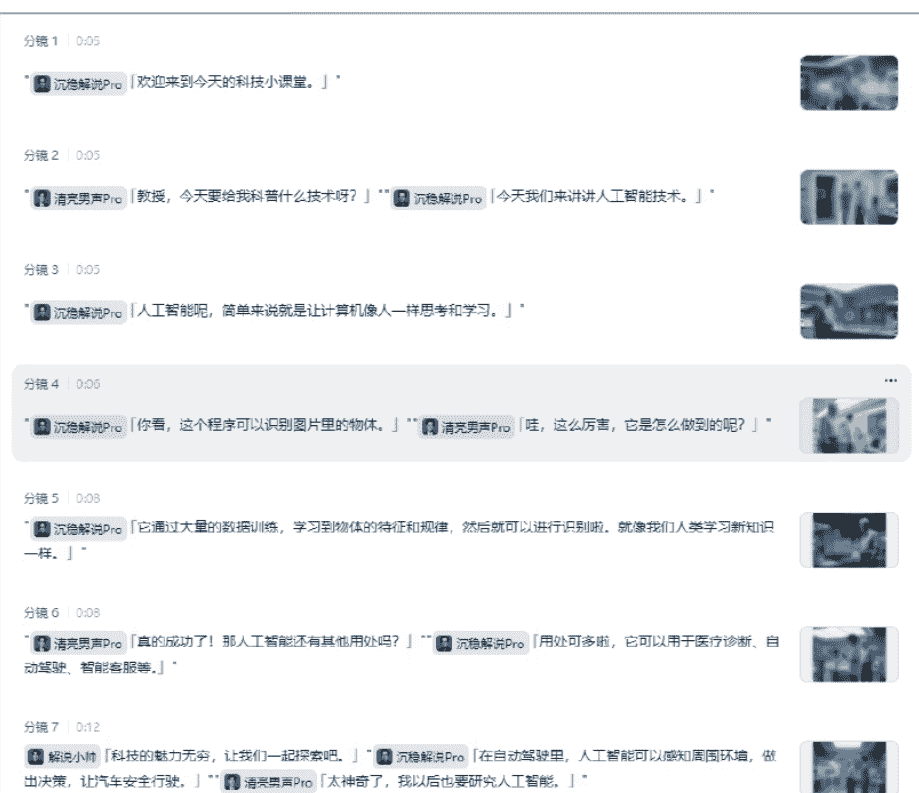 分镜 1 | 0:05
"沉稳解说Pro「欢迎来到今天的科技小课堂。」"
分镜 2 | 0:05
"清亮男声Pro「教授，今天要给我科普什么技术呀？」""沉稳解说Pro「今天我们来讲讲人工智能技术。」"
分镜 3 | 0:05
"沉稳解说Pro「人工智能呢，简单来说就是让计算机像人一样思考和学习。」"
分镜 4 | 0:06
"沉稳解说Pro「你看，这个程序可以识别图片里的物体。」""清亮男声Pro「哇，这么厉害，它是怎么做到的呢？」"
分镜 5 | 0:08
"沉稳解说Pro「它通过大量的数据训练，学习到物体的特征和规律，然后就可以进行识别啦。就像我们人类学习新知识
一样。」"
分镜 6 | 0:08
"清亮男声Pro「真的成功了！那人工智能还有其他用处吗？」""沉稳解说Pro「用处可多啦，它可以用于医疗诊断、自
动驾驶、智能客服等。」"
分镜 7 | 0:12
解说小帅「科技的魅力无穷，让我们一起探索吧。」"沉稳解说Pro「在自动驾驶里，人工智能可以感知周围环境，做
出决策，让汽车安全行驶。」""清亮男声Pro「太神奇了，我以后也要研究人工智能。」"